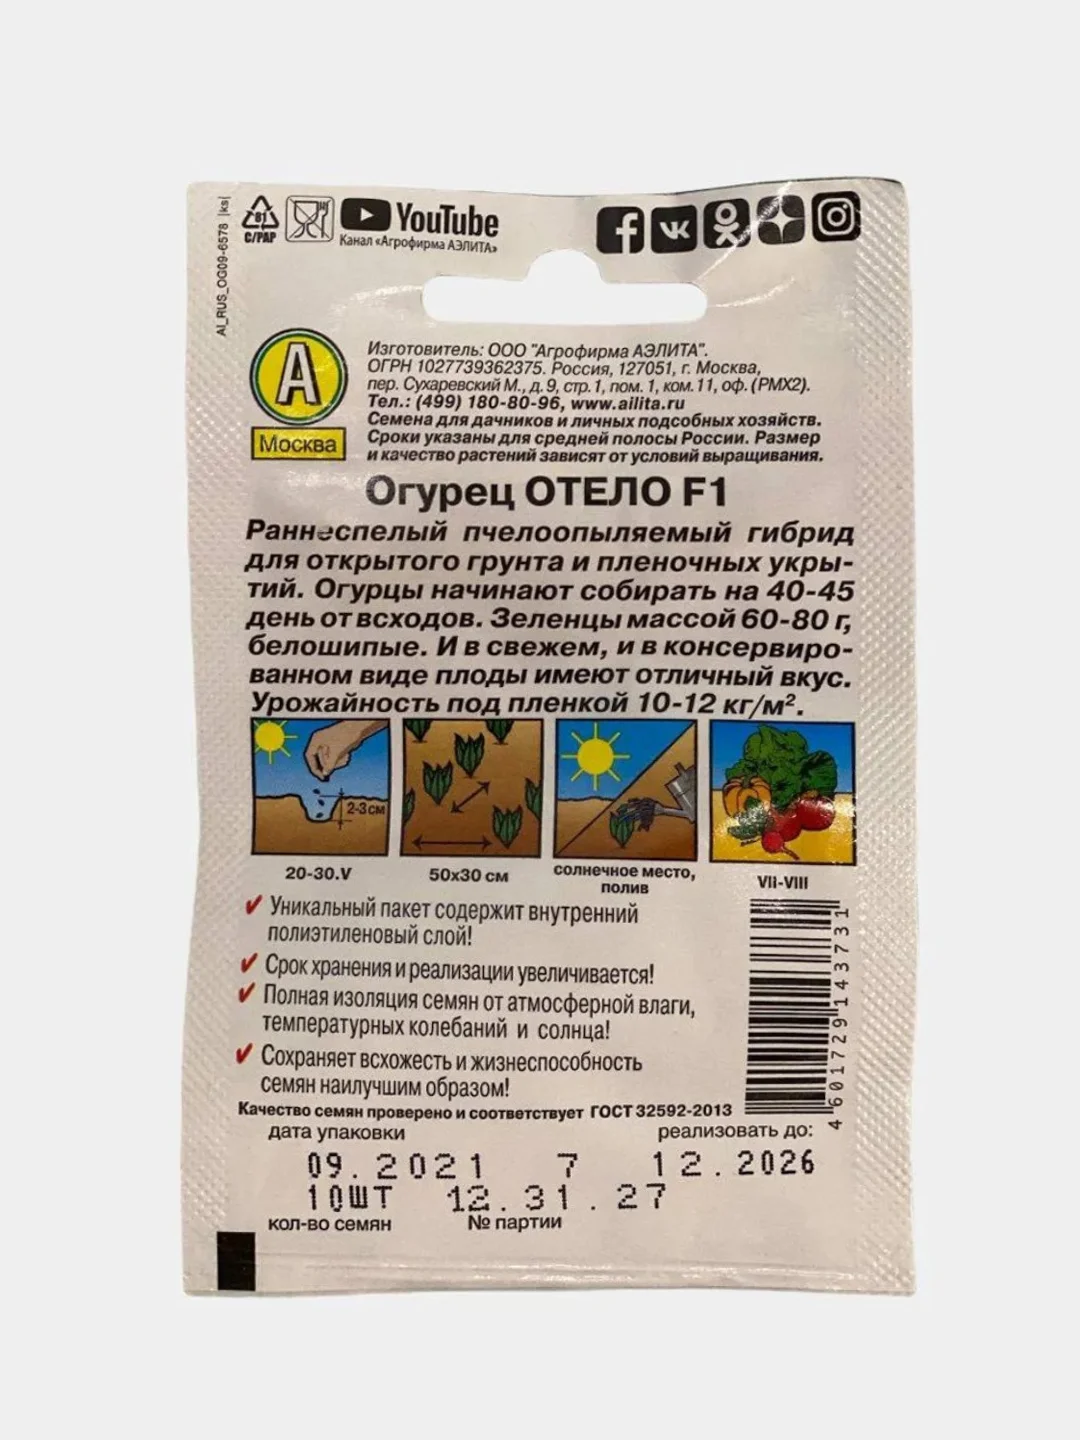 AI_RUS_OG09-6578 |ks|
81
C/PAP
YouTube
Канал «Агрофирма АЭЛИТА»
А
Москва
Изготовитель: ООО "Агрофирма АЭЛИТА".
ОГРН 1027739362375. Россия, 127051, г. Москва,
пер. Сухаревский М., д. 9, стр. 1, пом. 1, ком. 11, оф. (РМХ2).
Тел.: (499) 180-80-96, www.ailita.ru
Семена для дачников и личных подсобных хозяйств.
Сроки указаны для средней полосы России. Размер
и качество растений зависят от условий выращивания.
Огурец ОТЕЛО F1
Раннеспелый пчелоопыляемый гибрид
для открытого грунта и пленочных укры-
тий. Огурцы начинают собирать на 40-45
день от всходов. Зеленцы массой 60-80 г,
белошипые. И в свежем, и в консервиро-
ванном виде плоды имеют отличный вкус.
Урожайность под пленкой 10-12 кг/м².
2-3 см
20-30.V
50х30 см
солнечное место,
полив
VII-VIII
Уникальный пакет содержит внутренний
полиэтиленовый слой!
Срок хранения и реализации увеличивается!
Полная изоляция семян от атмосферной влаги,
температурных колебаний и солнца!
Сохраняет всхожесть и жизнеспособность
семян наилучшим образом!
4 601729 143731
Качество семян проверено и соответствует ГОСТ 32592-2013
дата упаковки реализовать до:
09.2021 7 12.2026
10ШТ 12.31.27
кол-во семян № партии